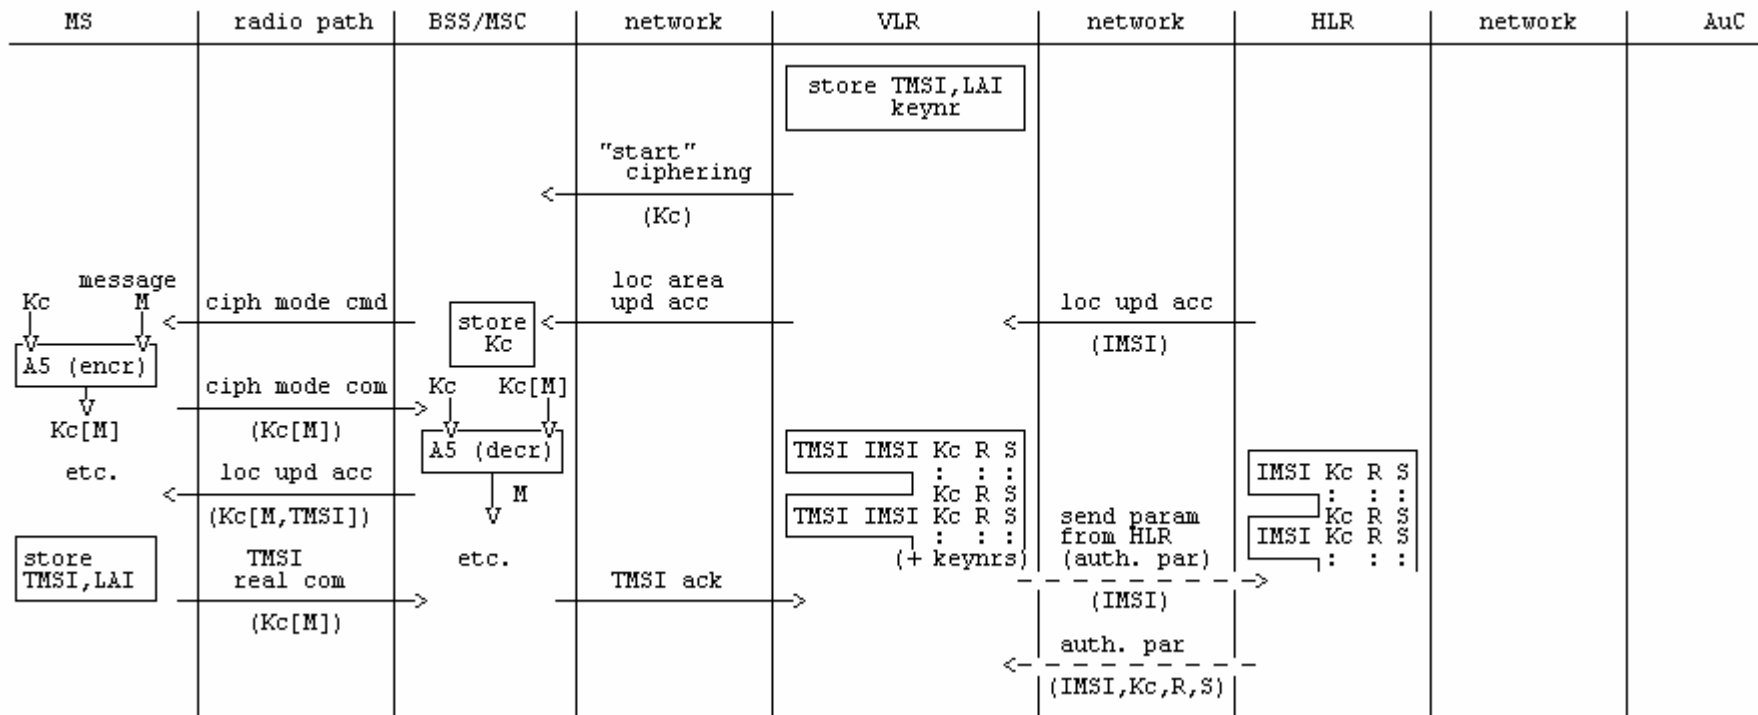 MS radio path BSS/MSC network VLR network HLR network AuC
store TMSI,LAI
keynr
"start"
ciphering
(Kc)
message
Kc M
ciph mode cmd
store
Kc
loc area
upd acc
loc upd acc
(IMSI)
A5 (encr)
Kc[M]
ciph mode com
(Kc[M])
Kc Kc[M]
A5 (decr)
M
etc.
loc upd acc
(Kc[M,TMSI])
etc.
TMSI IMSI Kc R S
: : :
Kc R S
TMSI IMSI Kc R S
: : :
(+ keynrs)
IMSI Kc R S
: : :
Kc R S
IMSI Kc R S
: : :
send param
from HLR
(auth. par)
(IMSI)
store
TMSI,LAI
TMSI
real com
(Kc[M])
TMSI ack
auth. par
(IMSI,Kc,R,S)